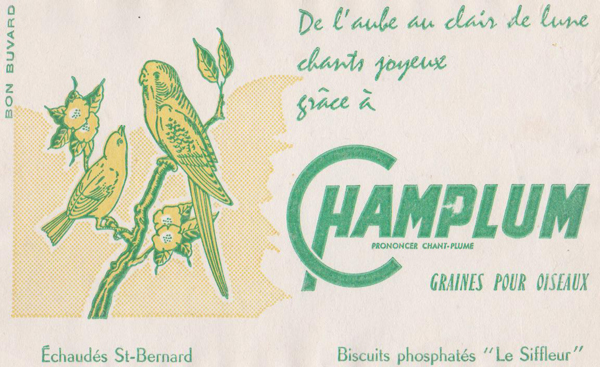 BON BUVARD
De l'aube au clair de lune
chants joyeux
grâce à
CHAMPLUM
PRONONCER CHANT-PLUME
GRAINES POUR OISEAUX
Échaudés St-Bernard
Biscuits phosphatés "Le Siffleur"